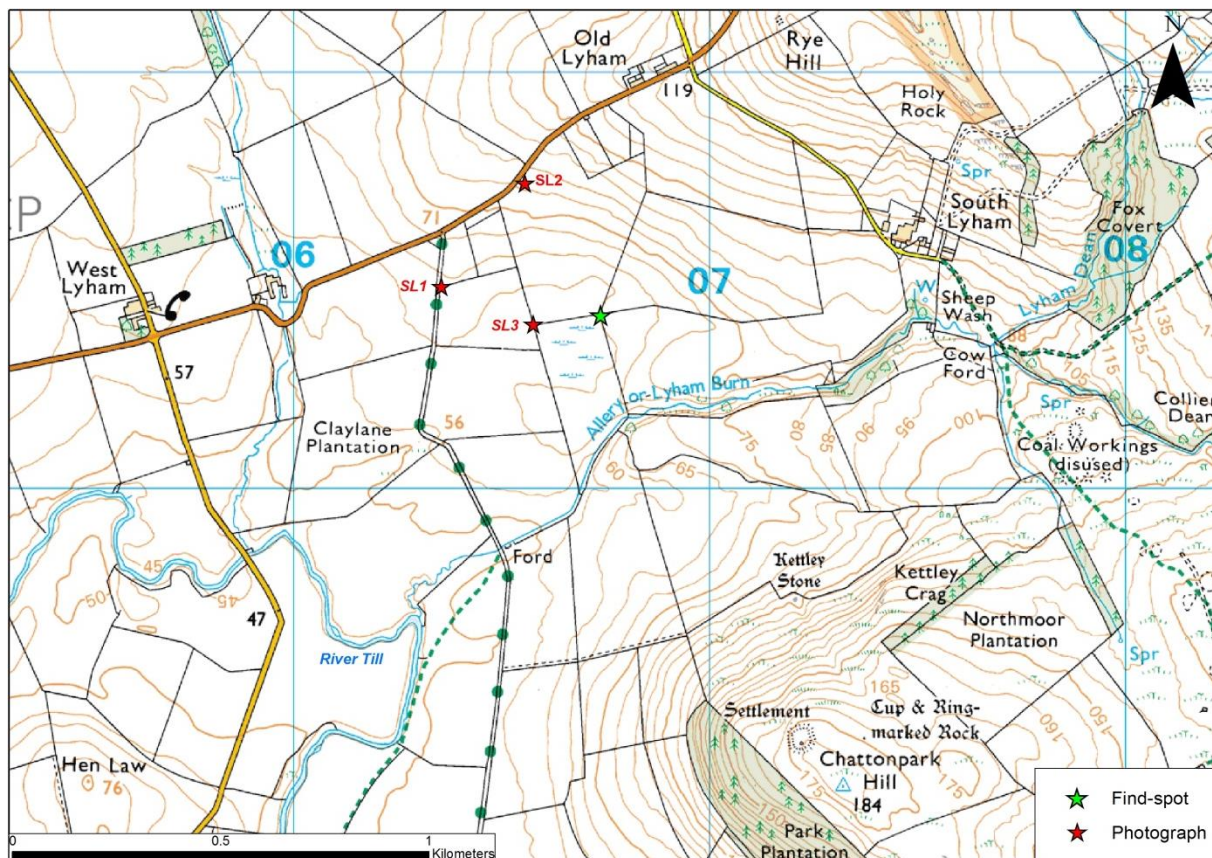 N
Old
Lyham
Rye
Hill
119
Holy
Rock
Spr
SL2
P
71
South
Lyham
Fox
Covert
06
07
08
West
Lyham
SL1
SL3
W
Sheep
Wash
Lyham Dean
135
125
115
57
Cow
Ford
88
105
Allery or Lyham Burn
Claylane
Plantation
56
75
80
85
90
95
100
Spr
Collier
Dean
Coal Workings
(disused)
60
65
45
50
45
Ford
Kettley
Stone
Kettley
Crag
47
Northmoor
Plantation
River Till
Spr
165
Settlement
Cup & Ring-
marked Rock
160
150
Hen Law
76
Chattonpark
Hill
184
175
175
150
Park
Plantation
Find-spot
Photograph
0
0.5
1
Kilometers